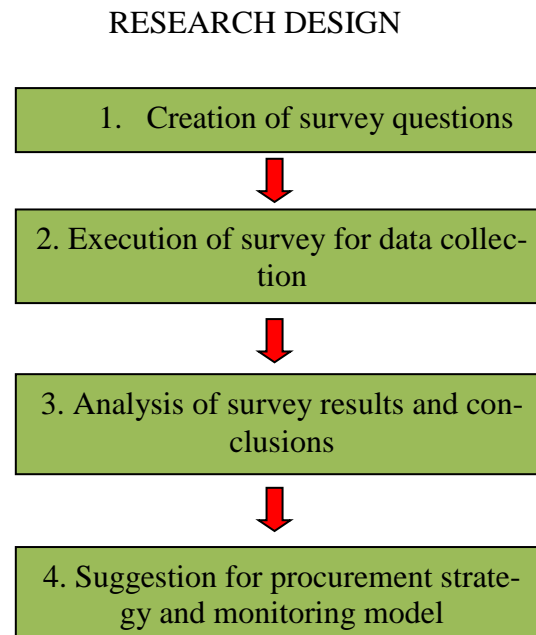 RESEARCH DESIGN
1. Creation of survey questions
2. Execution of survey for data collec-
tion
3. Analysis of survey results and con-
clusions
4. Suggestion for procurement strate-
gy and monitoring model